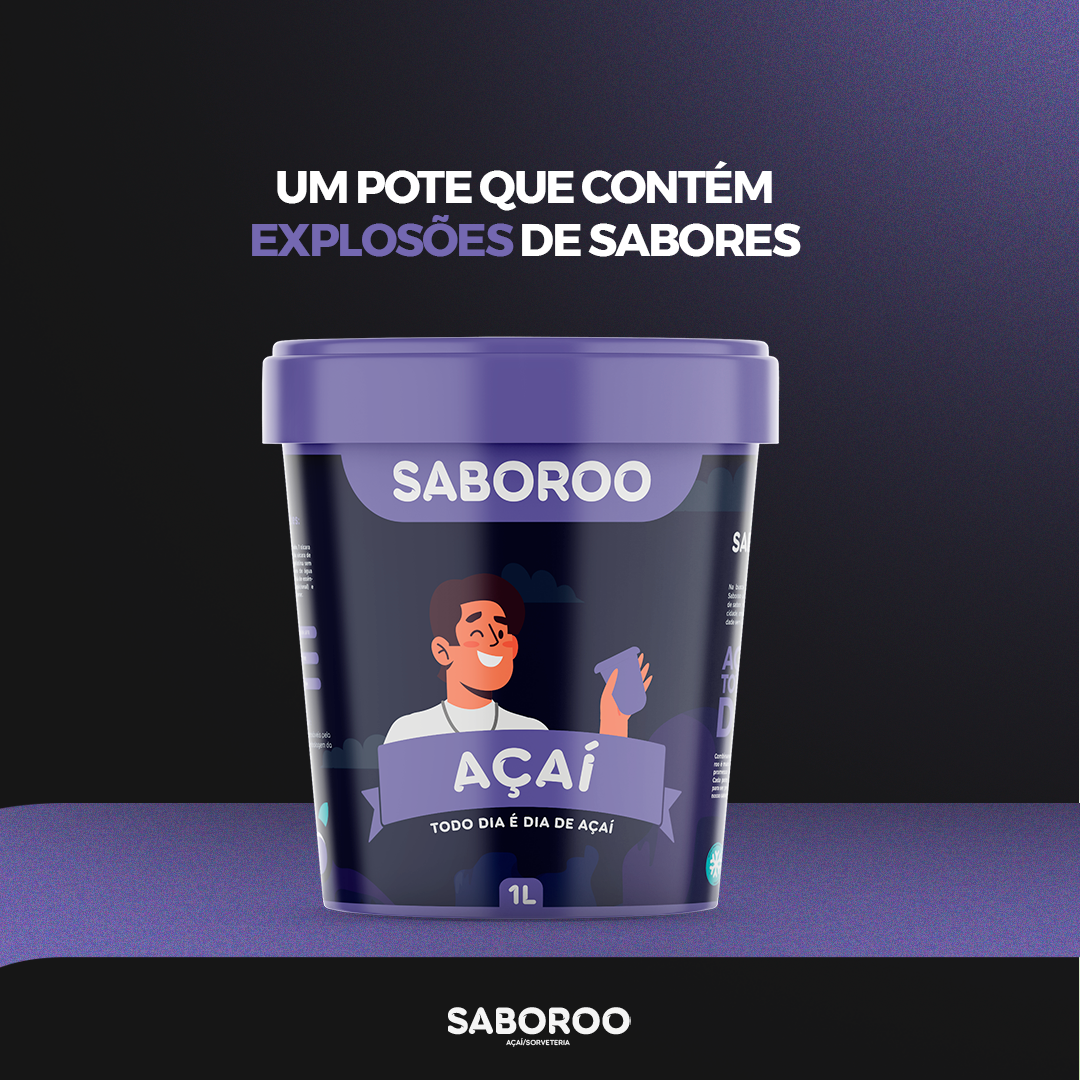 UM POTE QUE CONTÉM
EXPLOSÕES DE SABORES
SABOROO
AÇAÍ
TODO DIA É DIA DE AÇAÍ
1L
SABOROO
AÇAÍ/SORVETERIA